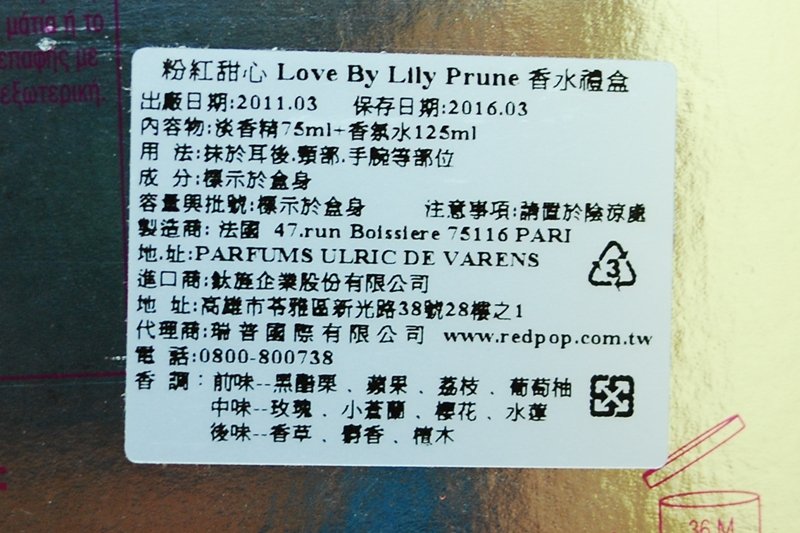 μάτια ή το
επαφής με
εξωτερική.
粉紅甜心 Love By Lily Prune 香水禮盒
出廠日期:2011.03 保存日期:2016.03
內容物:淡香精75ml+香氛水125ml
用 法:抹於耳後.頸部.手腕等部位
成 分:標示於盒身
容量與批號:標示於盒身 注意事項:請置於陰涼處
製造商: 法國 47.run Boissiere 75116 PARI
地.址:PARFUMS ULRIC DE VARENS
3
進口商:鈦旌企業股份有限公司
地 址:高雄市苓雅區新光路38號28樓之1
代理商:瑞普國際有限公司 www.redpop.com.tw
電 話:0800-800738
香 調：前味--黑醋栗、蘋果、荔枝、葡萄柚
中味--玫瑰、小蒼蘭、櫻花、水蓮
後味--香草、麝香、檀木
36 M